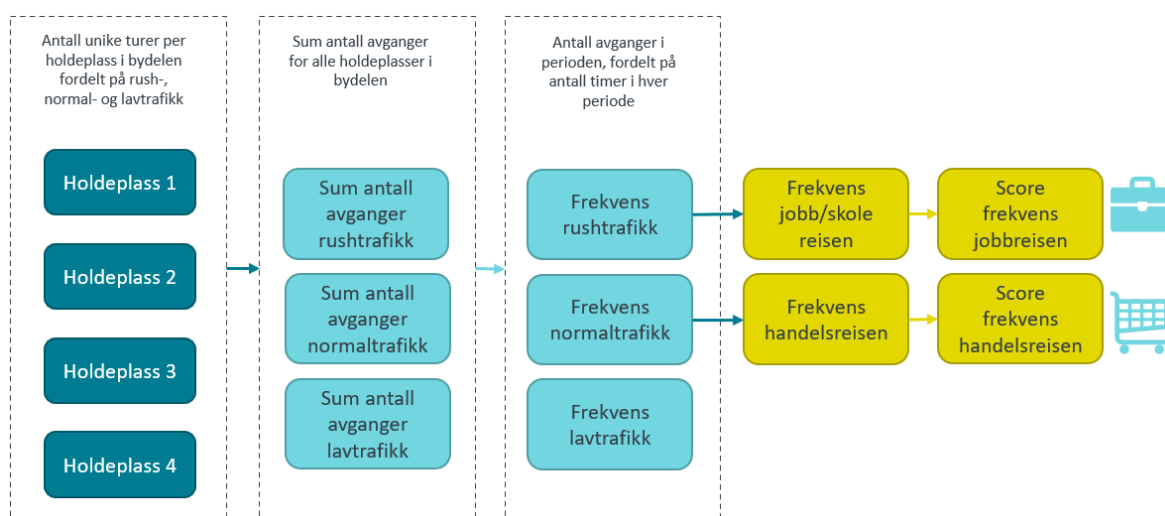 Antall unike turer per
holdeplass i bydelen
fordelt på rush-,
normal- og lavtrafikk
Holdeplass 1
Holdeplass 2
Holdeplass 3
Holdeplass 4
Sum antall avganger
for alle holdeplasser i
bydelen
Sum antall
avganger
rushtrafikk
Sum antall
avganger
normaltrafikk
Sum antall
avganger
lavtrafikk
Antall avganger i
perioden, fordelt på
antall timer i hver
periode
Frekvens
rushtrafikk
Frekvens
normaltrafikk
Frekvens
lavtrafikk
Frekvens
jobb/skole
reisen
Frekvens
handelsreisen
Score
frekvens
jobbreisen
Score
frekvens
handelsreisen